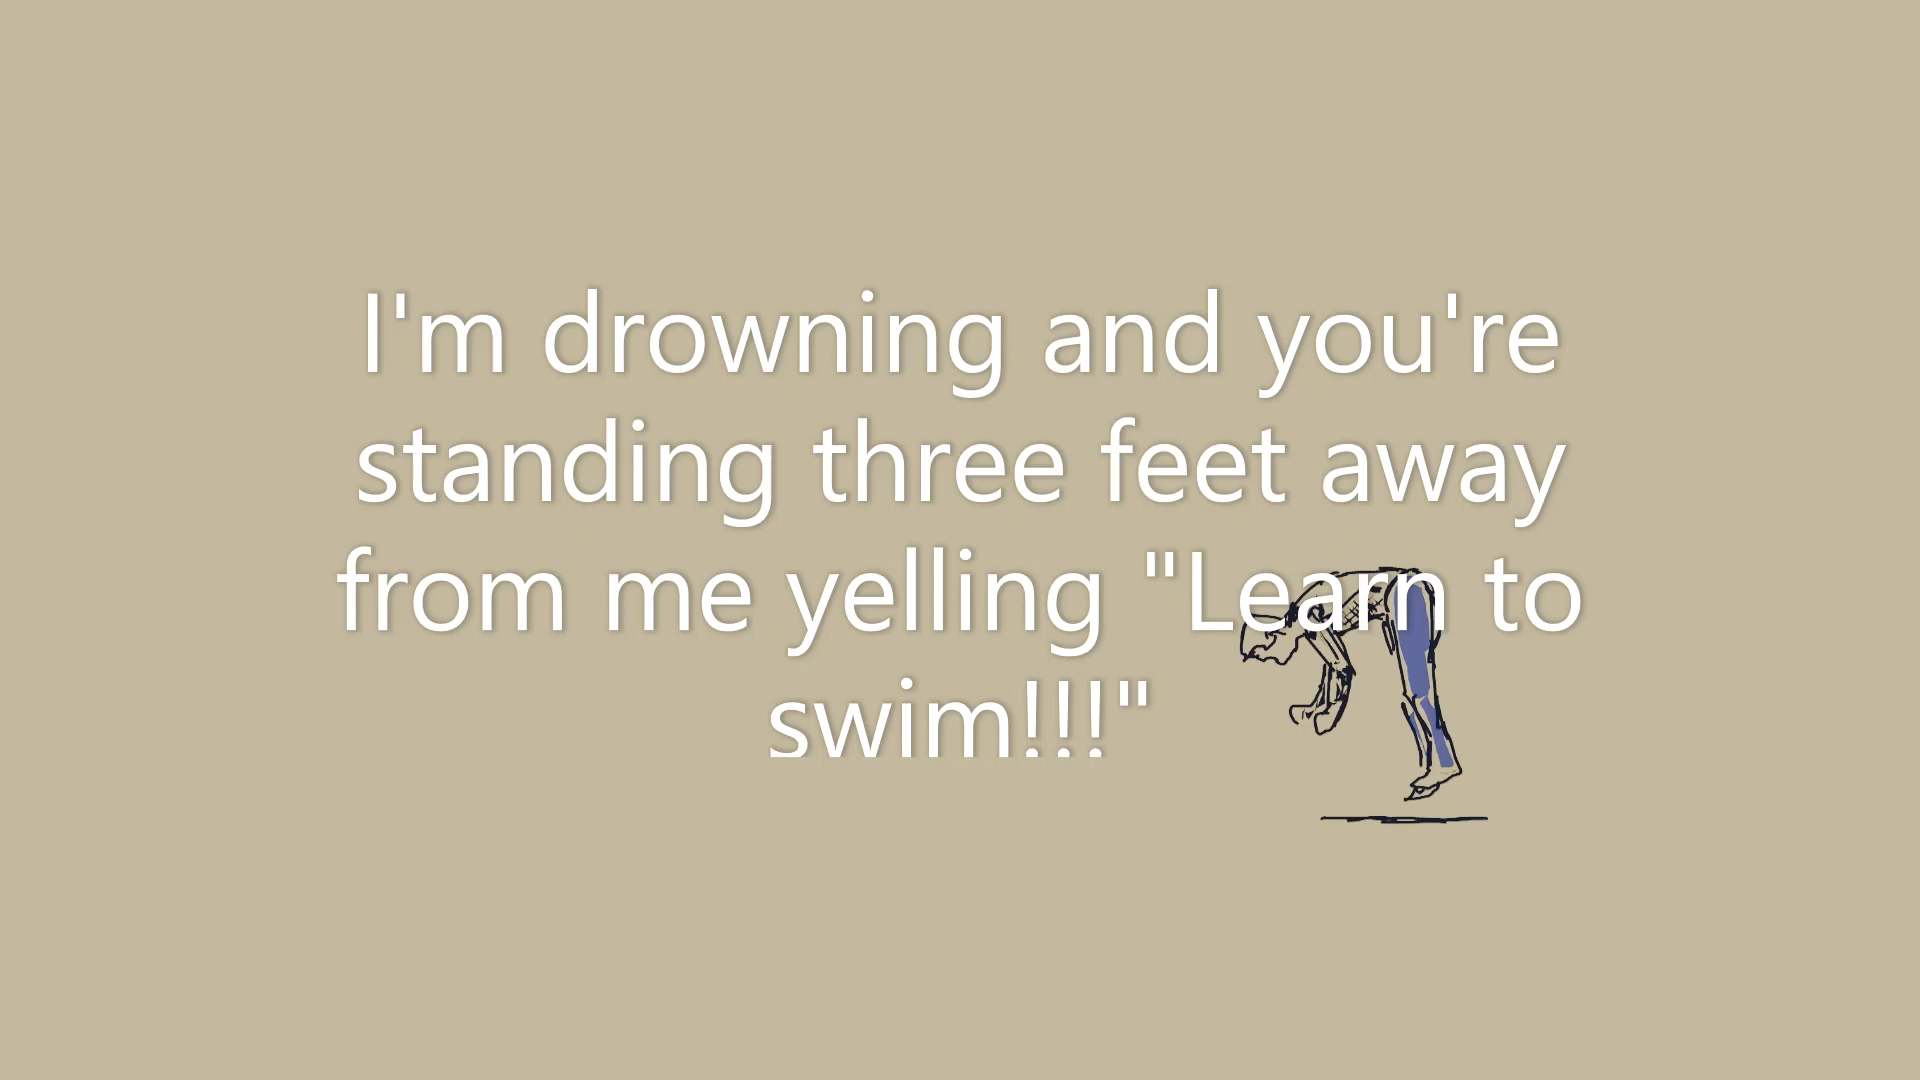 I'm drowning and you're
standing three feet away
from me yelling "Learn to
swim!!!"